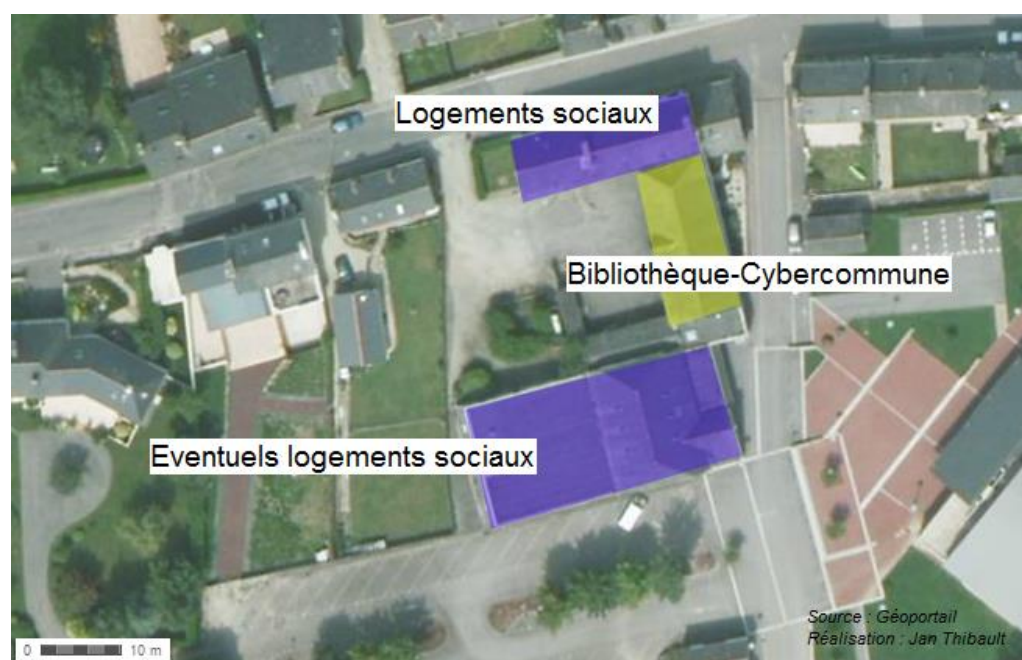 Logements sociaux
Bibliothèque-Cybercommune
Eventuels logements sociaux
Source : Géoportail
Réalisation : Jan Thibault
0 10 m